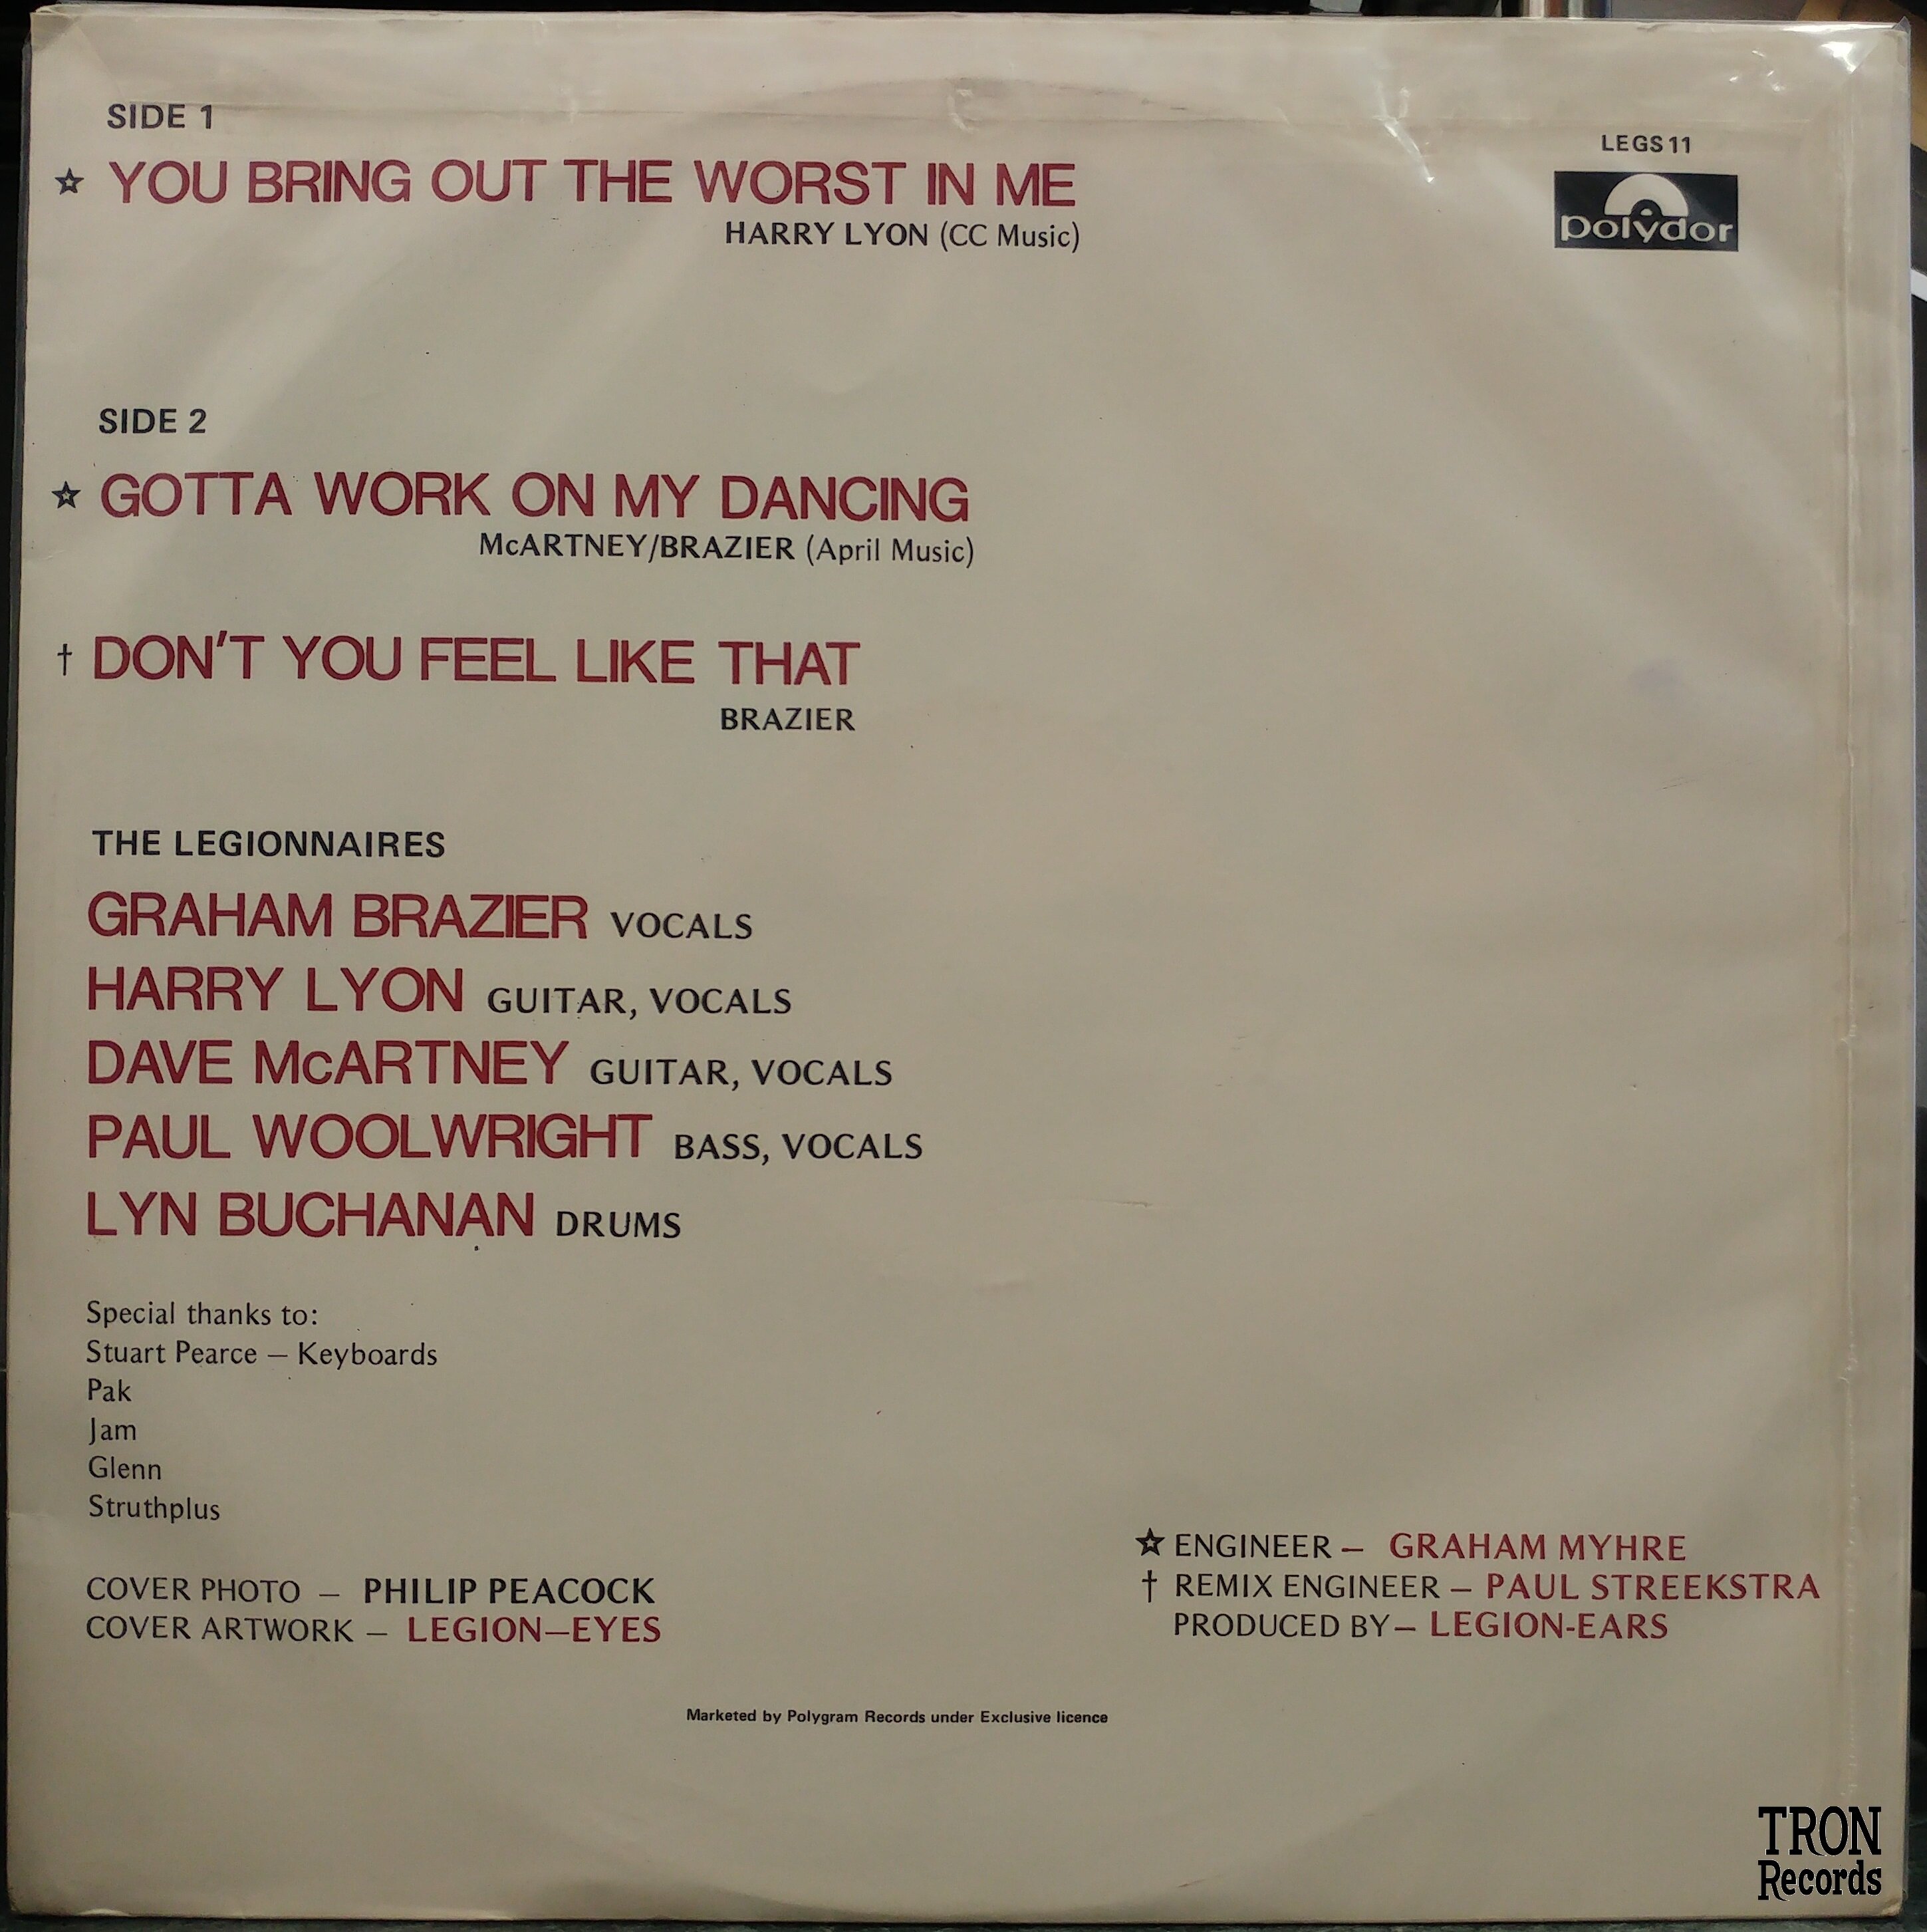 SIDE 1
☆ YOU BRING OUT THE WORST IN ME
HARRY LYON (CC Music)
LEGS 11
polydor
SIDE 2
☆ GOTTA WORK ON MY DANCING
McARTNEY/BRAZIER (April Music)
† DON'T YOU FEEL LIKE THAT
BRAZIER
THE LEGIONNAIRES
GRAHAM BRAZIER VOCALS
HARRY LYON GUITAR, VOCALS
DAVE McARTNEY GUITAR, VOCALS
PAUL WOOLWRIGHT BASS, VOCALS
LYN BUCHANAN DRUMS
Special thanks to:
Stuart Pearce — Keyboards
Pak
Jam
Glenn
Struthplus
COVER PHOTO — PHILIP PEACOCK
COVER ARTWORK — LEGION—EYES
☆ ENGINEER — GRAHAM MYHRE
† REMIX ENGINEER — PAUL STREEKSTRA
PRODUCED BY — LEGION-EARS
Marketed by Polygram Records under Exclusive licence
TRON
Records